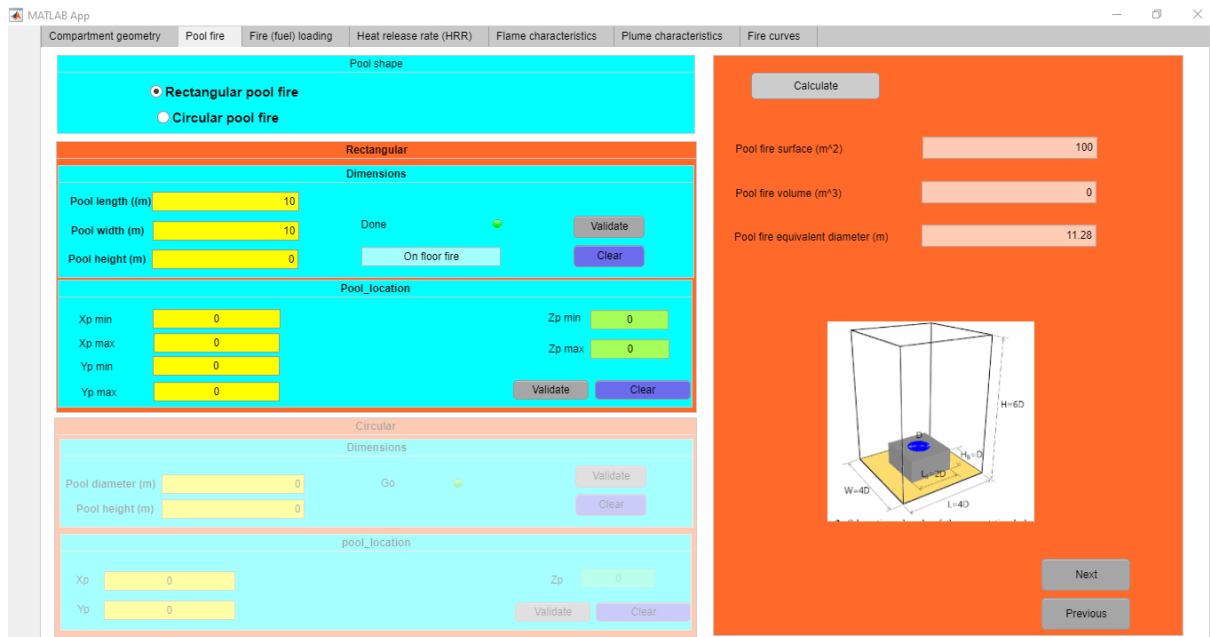 MATLAB App
Compartment geometry Pool fire Fire (fuel) loading Heat release rate (HRR) Flame characteristics Plume characteristics Fire curves
Pool shape
Rectangular pool fire
Circular pool fire
Rectangular
Dimensions
Pool length ((m) 10
Pool width (m) 10
Pool height (m) 0
Done
On floor fire
Validate
Clear
Pool_location
Xp min 0
Xp max 0
Yp min 0
Yp max 0
Zp min 0
Zp max 0
Validate Clear
Circular
Dimensions
Pool diameter (m) 0
Pool height (m) 0
Go
Validate
Clear
pool_location
Xp 0
Yp 0
Zp 0
Validate Clear
Calculate
Pool fire surface (m^2) 100
Pool fire volume (m^3) 0
Pool fire equivalent diameter (m) 11.28
H=6D
D
L=4D
W=4D
Next
Previous